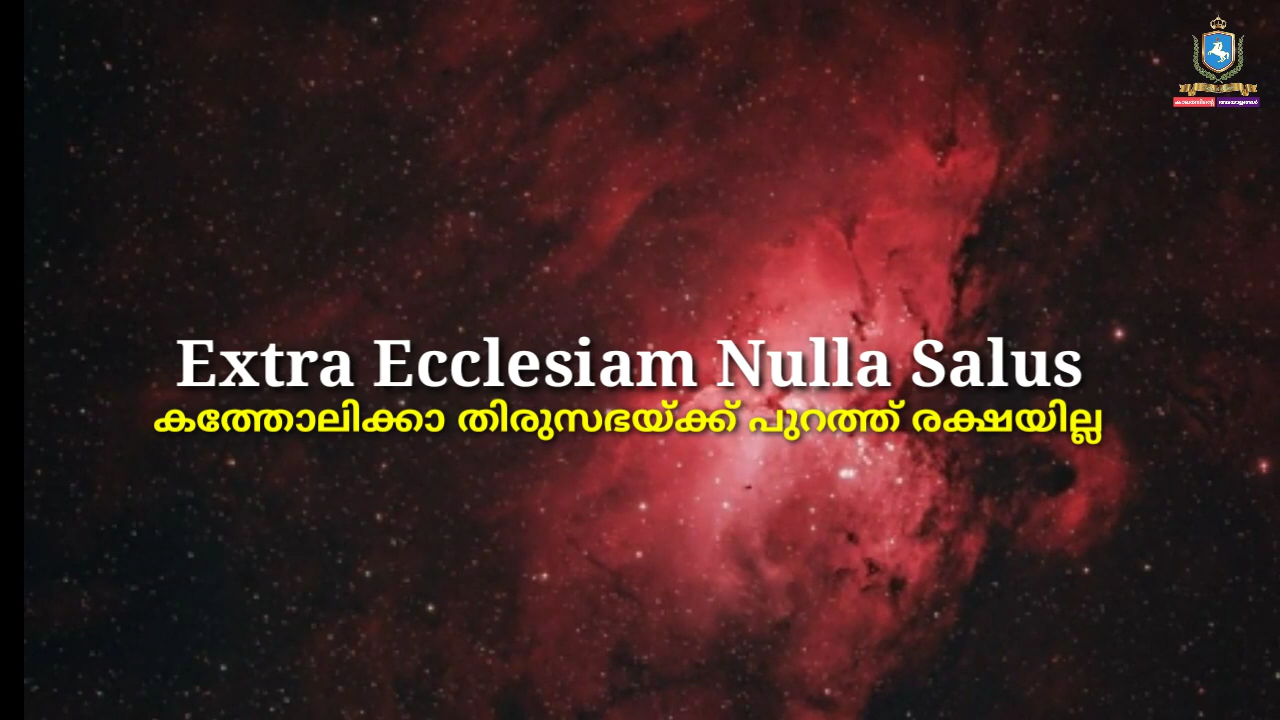 Extra Ecclesiam Nulla Salus
കത്തോലിക്കാ തിരുസഭയ്ക്ക് പുറത്ത് രക്ഷയില്ല